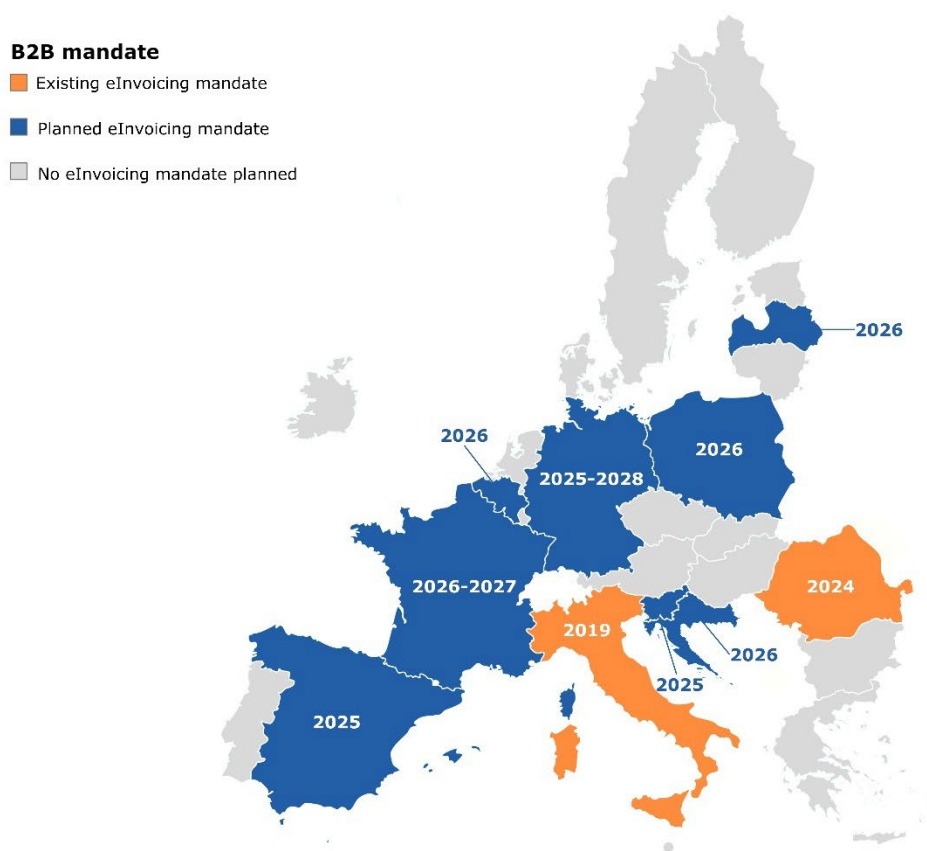 B2B mandate
Existing eInvoicing mandate
Planned eInvoicing mandate
No eInvoicing mandate planned
2026
2026
2026
2025-2028
2026-2027
2024
2019
2026
2025
2025